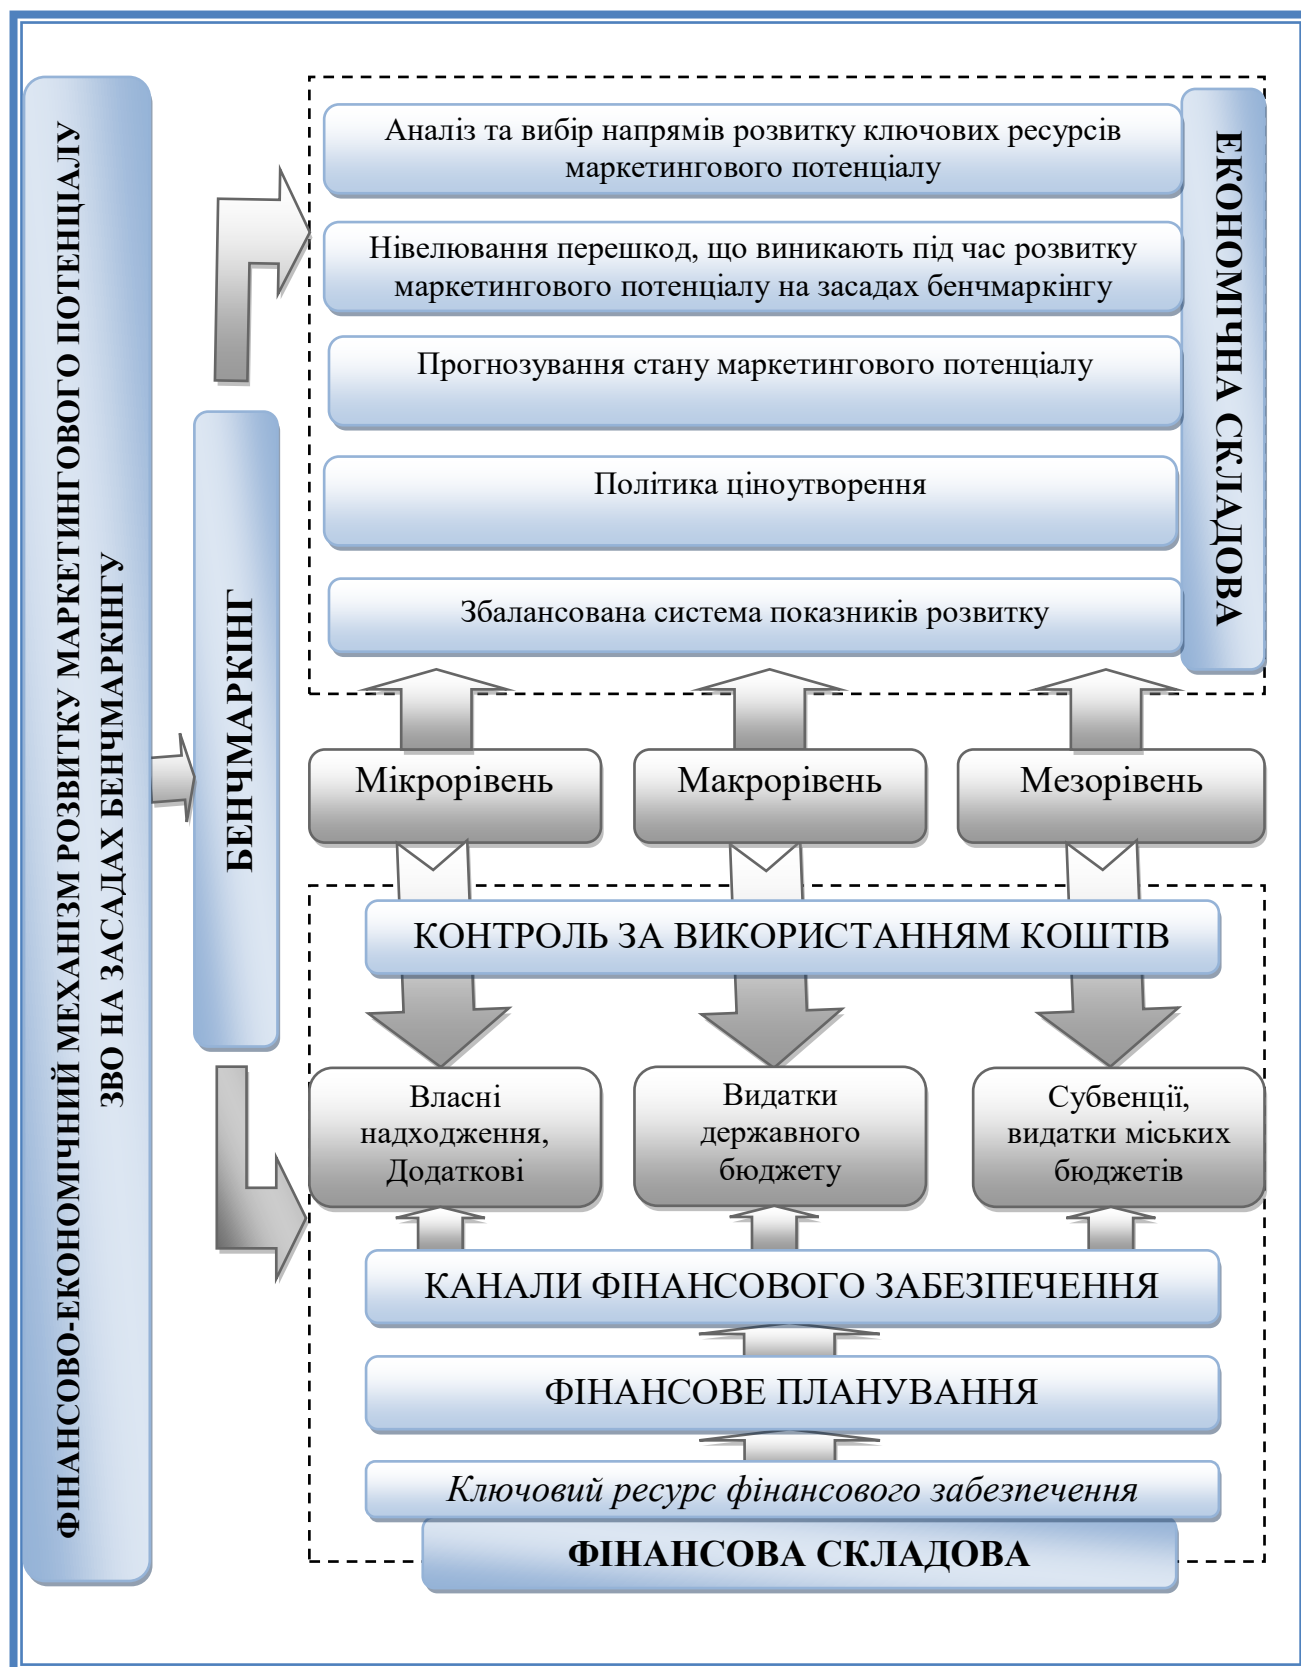 ФІНАНСОВО-ЕКОНОМІЧНИЙ МЕХАНІЗМ РОЗВИТКУ МАРКЕТИНГОВОГО ПОТЕНЦІАЛУ
ЗВО НА ЗАСАДАХ БЕНЧМАРКІНГУ
БЕНЧМАРКІНГ
Аналіз та вибір напрямів розвитку ключових ресурсів
маркетингового потенціалу
Нівелювання перешкод, що виникають під час розвитку
маркетингового потенціалу на засадах бенчмаркінгу
Прогнозування стану маркетингового потенціалу
Політика ціноутворення
Збалансована система показників розвитку
ЕКОНОМІЧНА СКЛАДОВА
Мікрорівень
Макрорівень
Мезорівень
КОНТРОЛЬ ЗА ВИКОРИСТАННЯМ КОШТІВ
Власні
надходження,
Додаткові
Видатки
державного
бюджету
Субвенції,
видатки міських
бюджетів
КАНАЛИ ФІНАНСОВОГО ЗАБЕЗПЕЧЕННЯ
ФІНАНСОВЕ ПЛАНУВАННЯ
Ключовий ресурс фінансового забезпечення
ФІНАНСОВА СКЛАДОВА